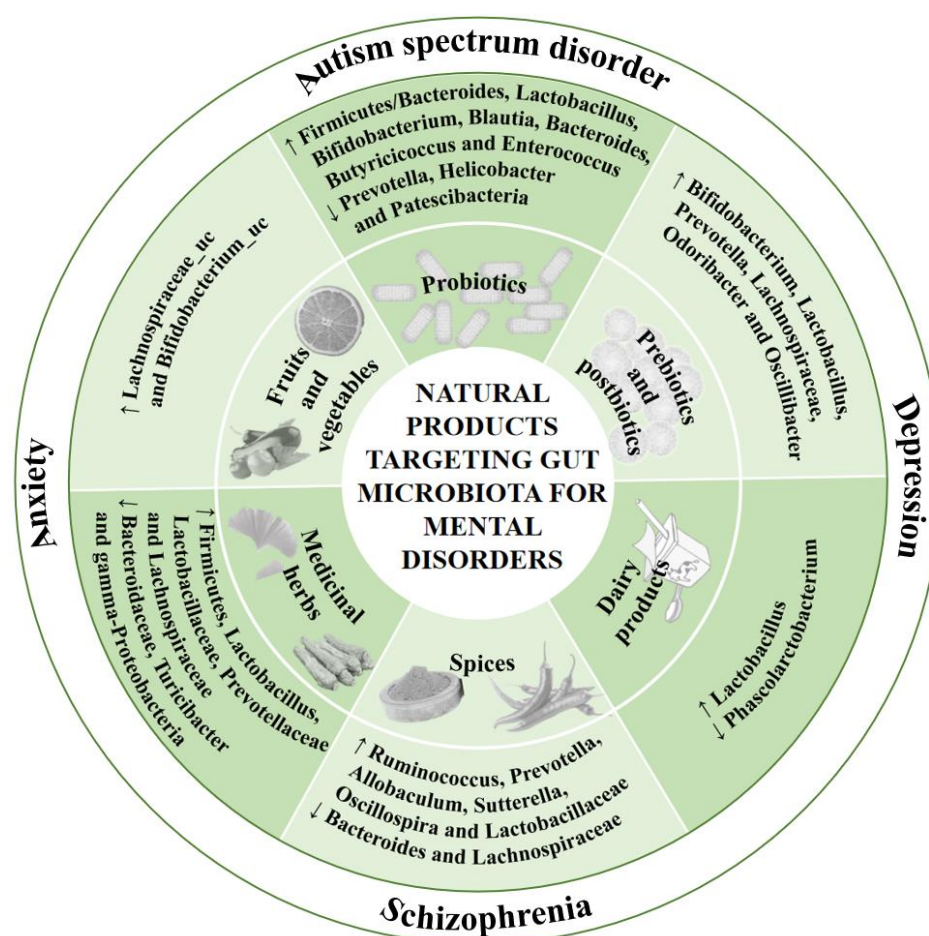 Autism spectrum disorder
↑ Firmicutes/Bacteroides, Lactobacillus,
Bifidobacterium, Blautia, Bacteroides,
Butyricicoccus and Enterococcus
↓ Prevotella, Helicobacter
and Patescibacteria
Probiotics
↑ Bifidobacterium, Lactobacillus,
Prevotella, Lachnospiraceae,
Odoribacter and Oscillibacter
Prebiotics
and
postbiotics
Depression
↑ Lactobacillus
↓ Phascolarctobacterium
Dairy
products
Spices
↑ Ruminococcus, Prevotella,
Allobaculum, Sutterella,
Oscillospira and Lactobacillaceae
↓ Bacteroides and Lachnospiraceae
Schizophrenia
Medicinal
herbs
↑ Firmicutes, Lactobacillus,
Lactobacillaceae, Prevotellaceae
and Lachnospiraceae
↓ Bacteroidaceae, Turicibacter
and gamma-Proteobacteria
Anxiety
↑ Lachnospiraceae_uc
and Bifidobacterium_uc
Fruits
and
vegetables
NATURAL
PRODUCTS
TARGETING GUT
MICROBIOTA FOR
MENTAL
DISORDERS